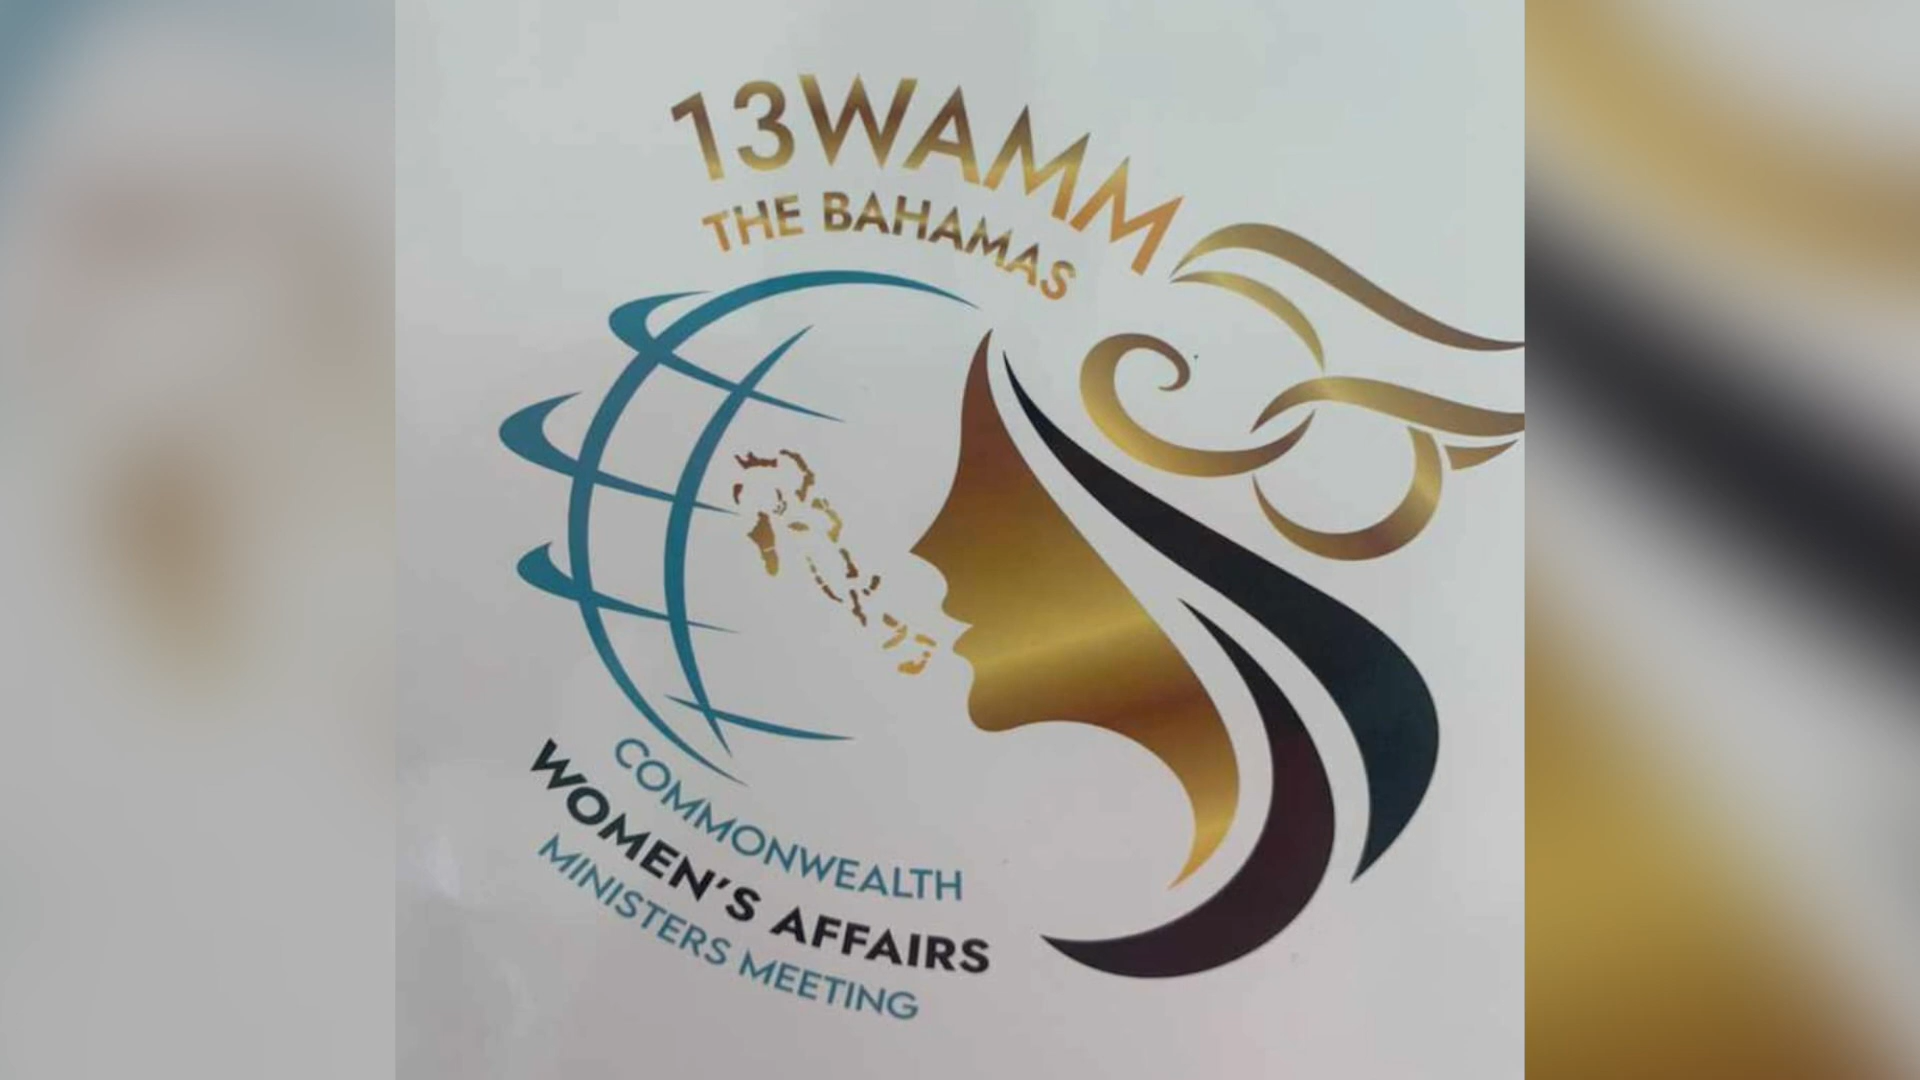 13WAMM
THE BAHAMAS
COMMONWEALTH
WOMEN'S AFFAIRS
MINISTERS MEETING